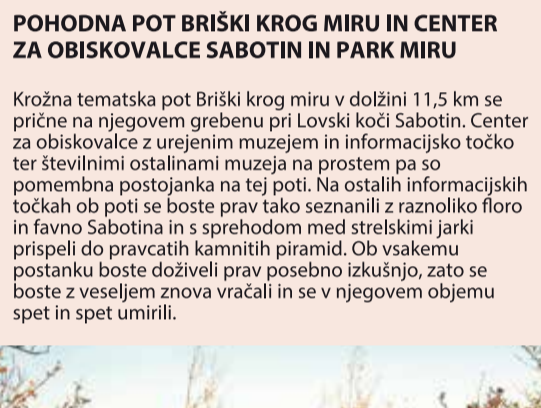 POHODNA POT BRIŠKI KROG MIRU IN CENTER
ZA OBISKOVALCE SABOTIN IN PARK MIRU
Krožna tematska pot Briški krog miru v dolžini 11,5 km se
prične na njegovem grebenu pri Lovski koči Sabotin. Center
za obiskovalce z urejenim muzejem in informacijsko točko
ter številnimi ostalinami muzeja na prostem pa so
pomembna postojanka na tej poti. Na ostalih informacijskih
točkah ob poti se boste prav tako seznanili z raznoliko floro
in favno Sabotina in s sprehodom med strelskimi jarki
prispeli do pravcatih kamnitih piramid. Ob vsakemu
postanku boste doživeli prav posebno izkušnjo, zato se
boste z veseljem znova vračali in se v njegovem objemu
spet in spet umirili.